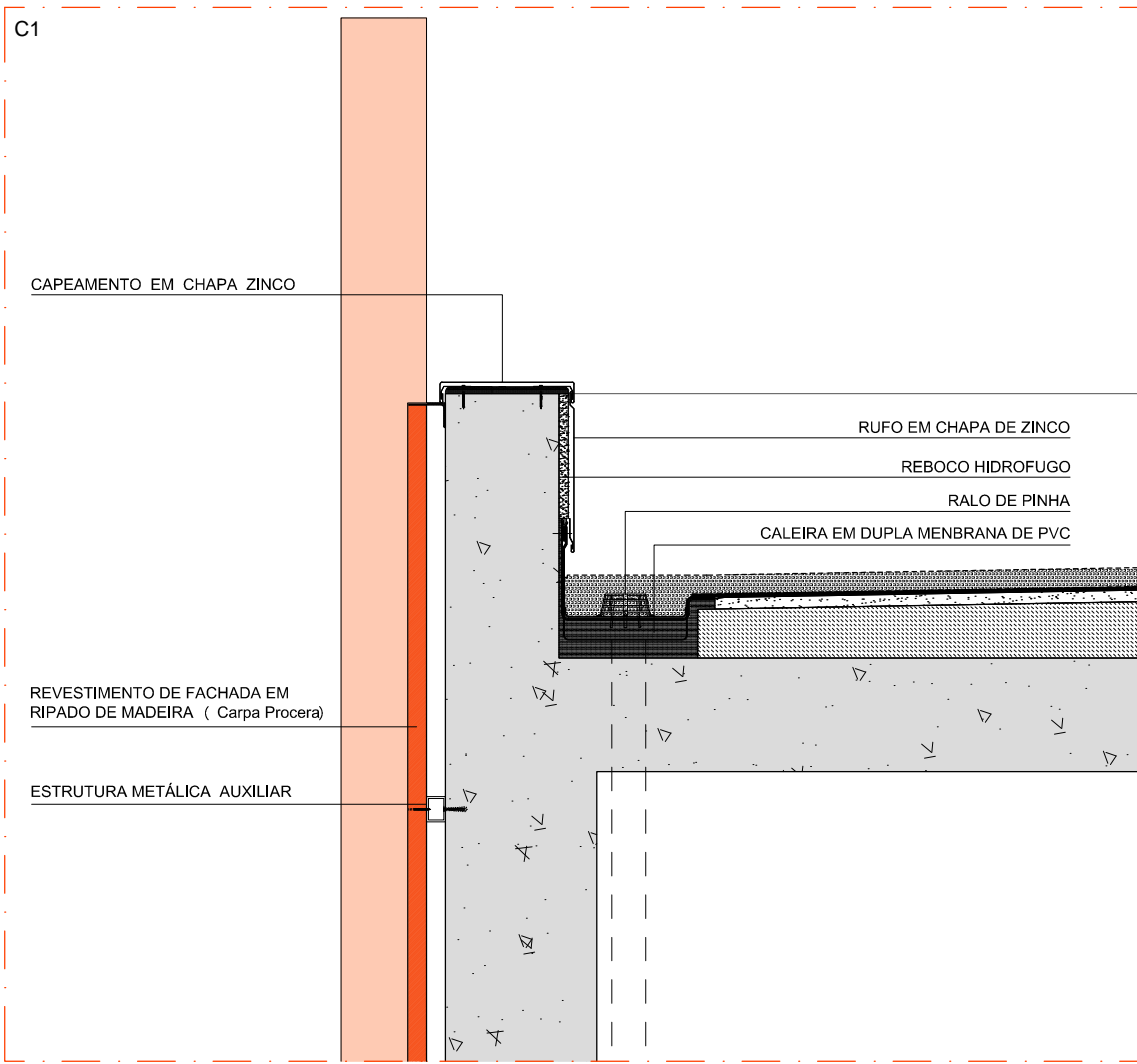 C1
CAPEAMENTO EM CHAPA ZINCO
RUFO EM CHAPA DE ZINCO
REBOCO HIDROFUGO
RALO DE PINHA
CALEIRA EM DUPLA MENBRANA DE PVC
REVESTIMENTO DE FACHADA EM
RIPADO DE MADEIRA ( Carpa Procera)
ESTRUTURA METÁLICA AUXILIAR